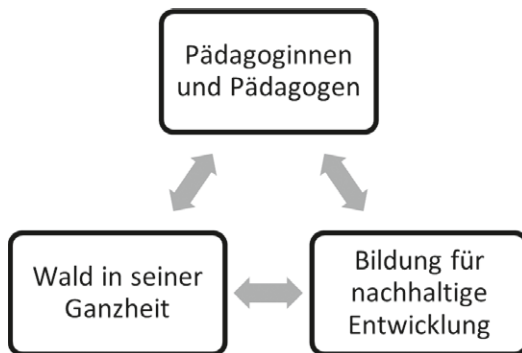 Pädagoginnen
und Pädagogen
Wald in seiner
Ganzheit
Bildung für
nachhaltige
Entwicklung